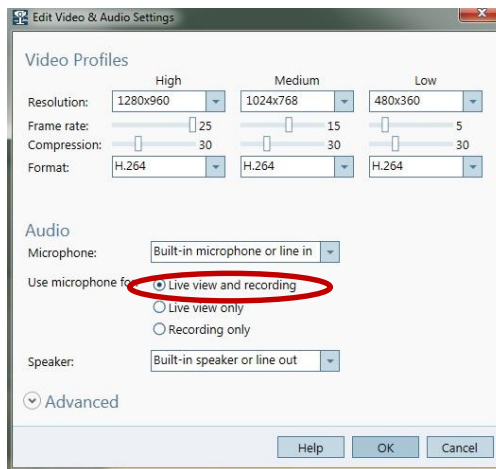 Edit Video & Audio Settings
Video Profiles
High Medium Low
Resolution: 1280x960 1024x768 480x360
Frame rate: 25 15 5
Compression: 30 30 30
Format: H.264 H.264 H.264
Audio
Microphone: Built-in microphone or line in
Use microphone for Live view and recording
Live view only
Recording only
Speaker: Built-in speaker or line out
Advanced
Help OK Cancel